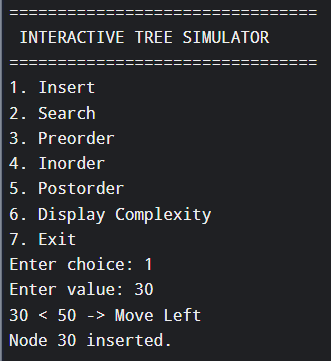 ================================
INTERACTIVE TREE SIMULATOR
================================
1. Insert
2. Search
3. Preorder
4. Inorder
5. Postorder
6. Display Complexity
7. Exit
Enter choice: 1
Enter value: 30
30 < 50 -> Move Left
Node 30 inserted.